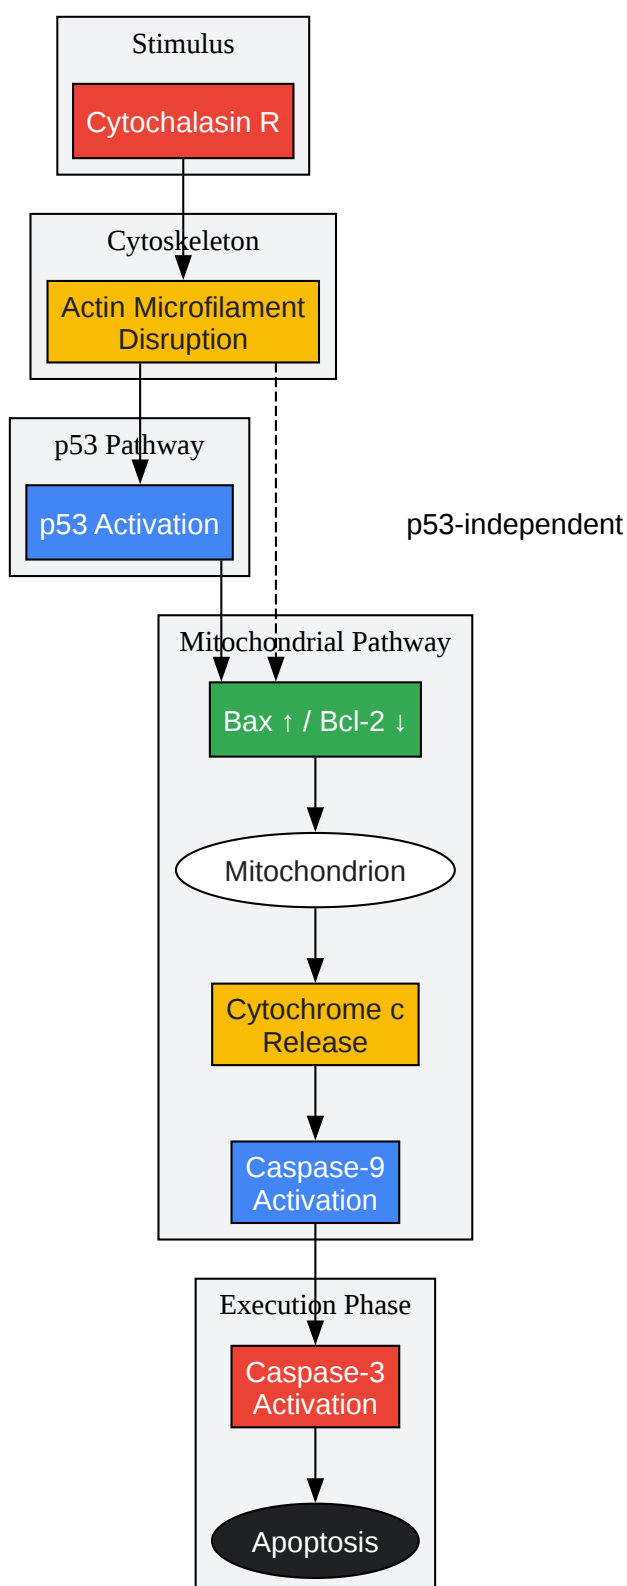 Stimulus
Cytochalasin R
Cytoskeleton
Actin Microfilament
Disruption
p53 Pathway
p53 Activation
p53-independent
Mitochondrial Pathway
Bax ↑ / Bcl-2 ↓
Mitochondrion
Cytochrome c
Release
Caspase-9
Activation
Execution Phase
Caspase-3
Activation
Apoptosis